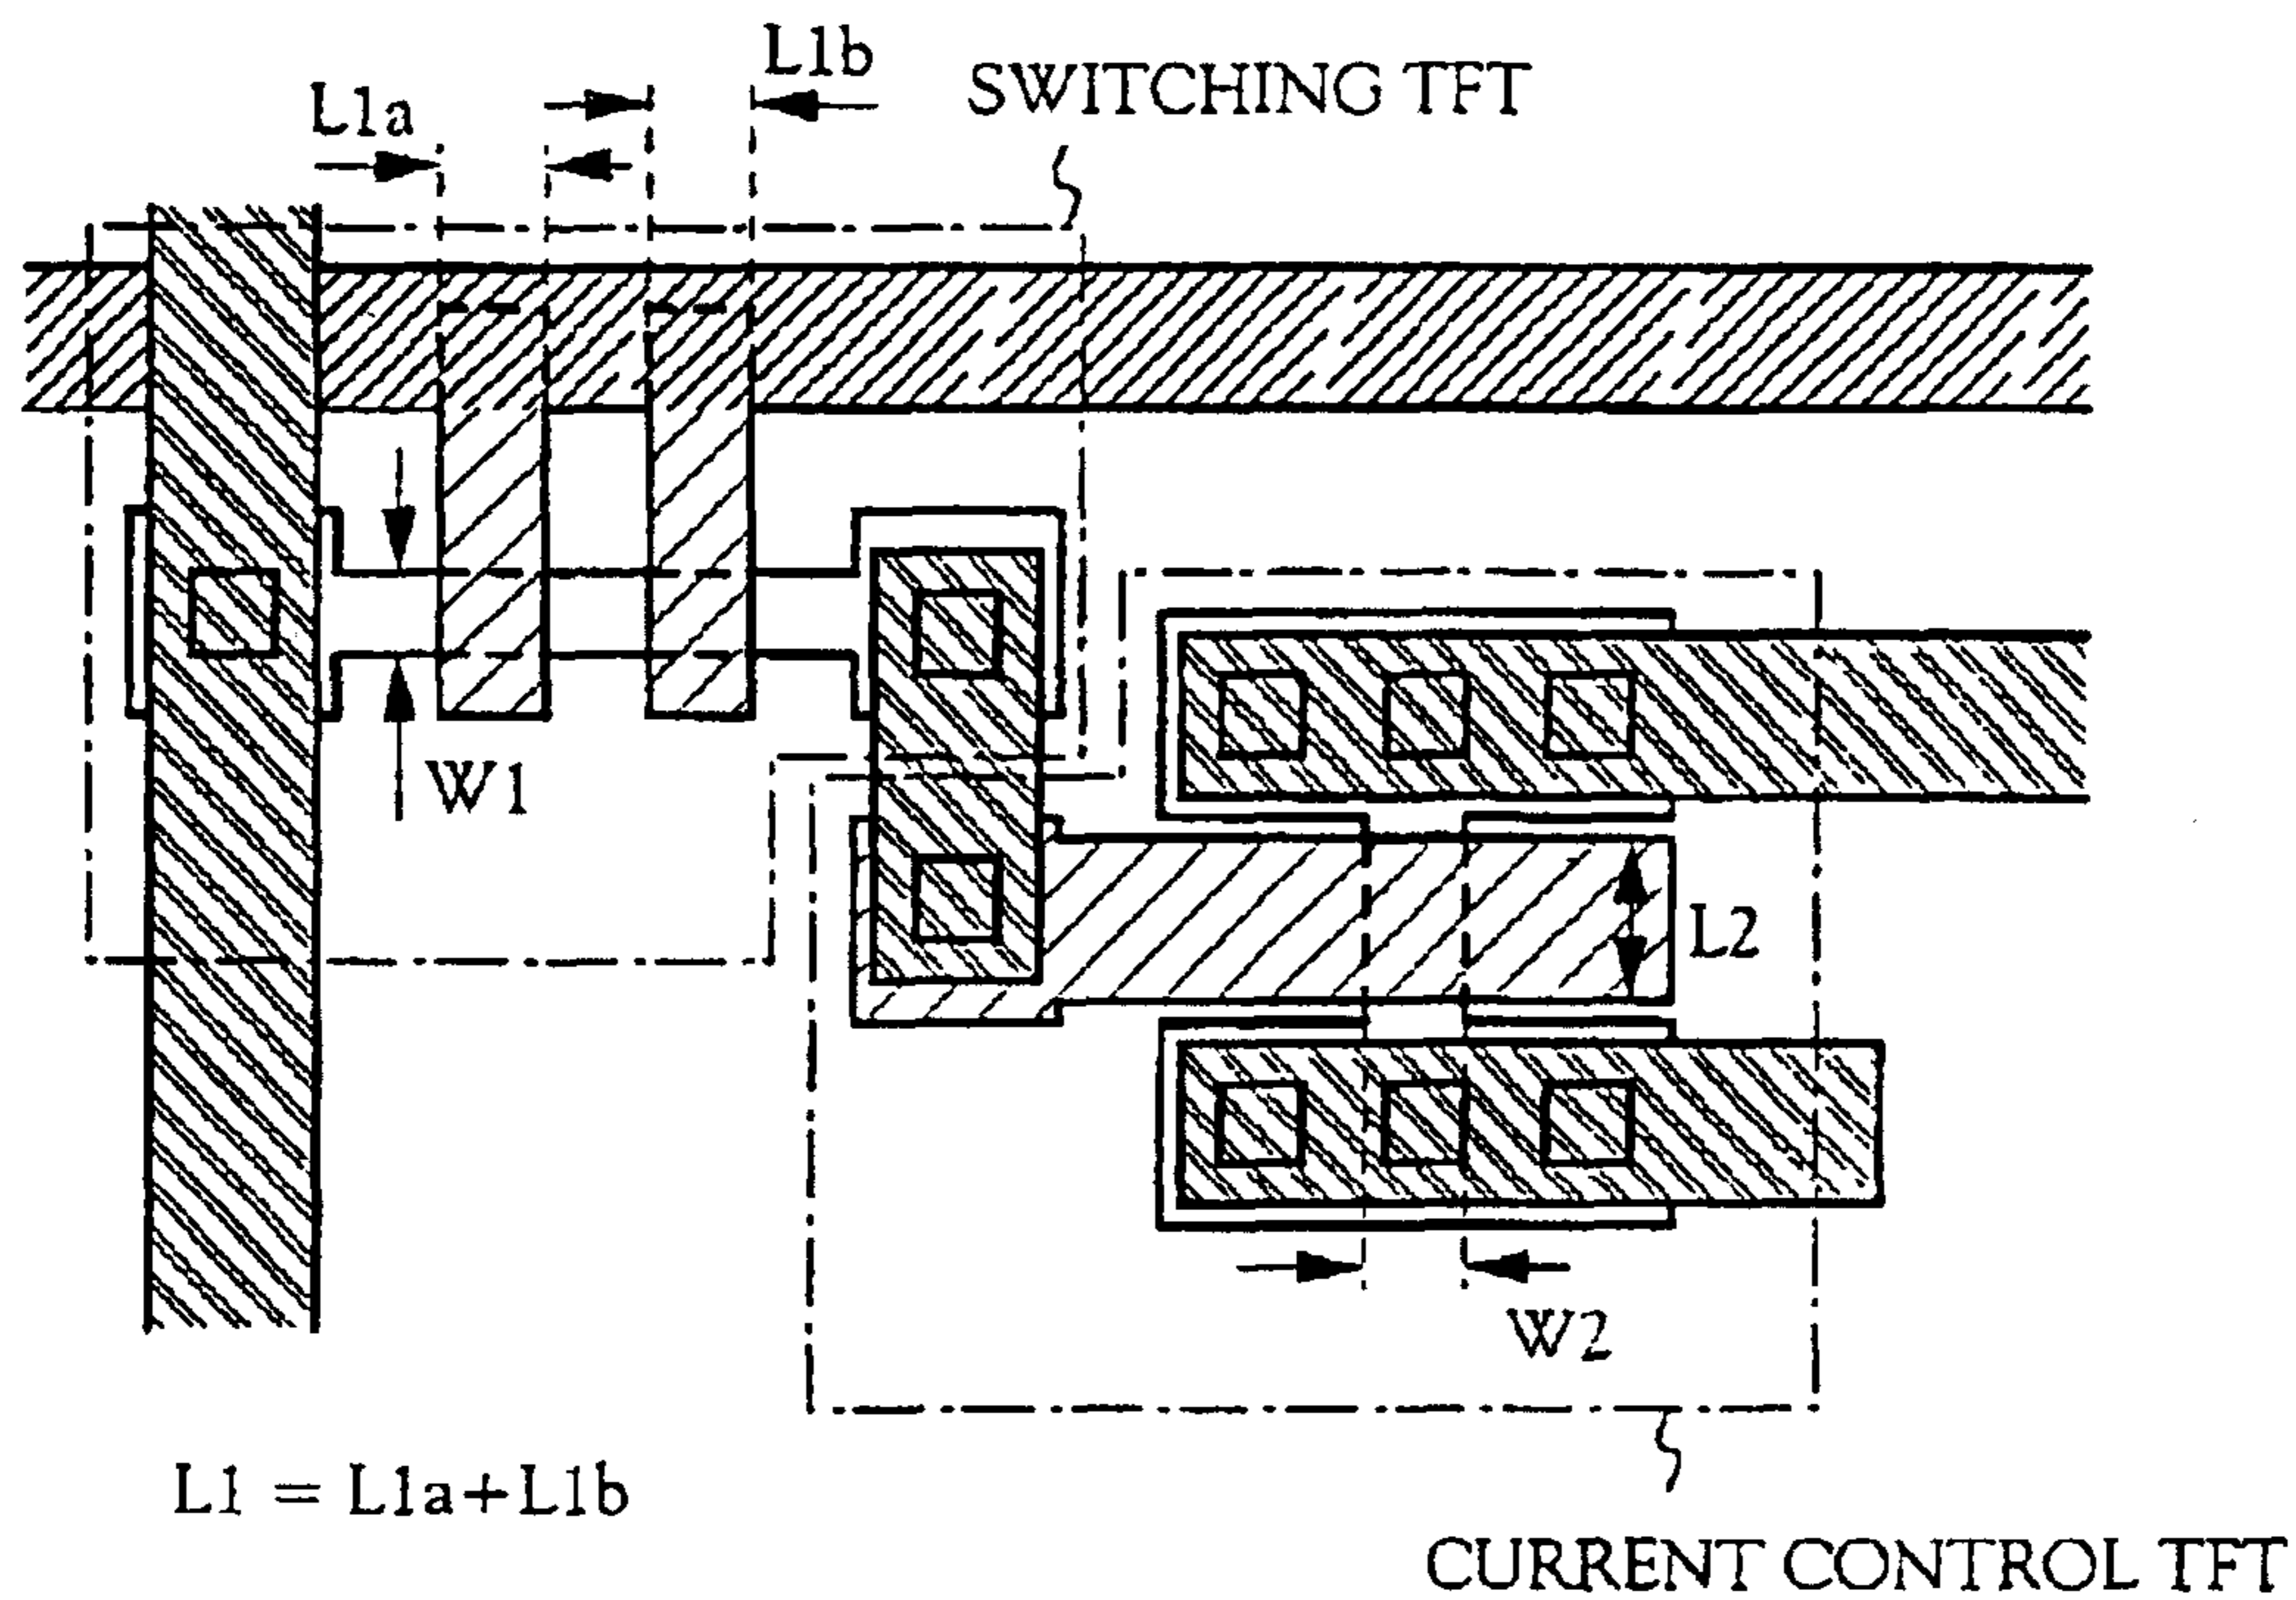 L1b
SWITCHING TFT
L1a
W1
L2
W2
L1 = L1a+L1b
CURRENT CONTROL TFT